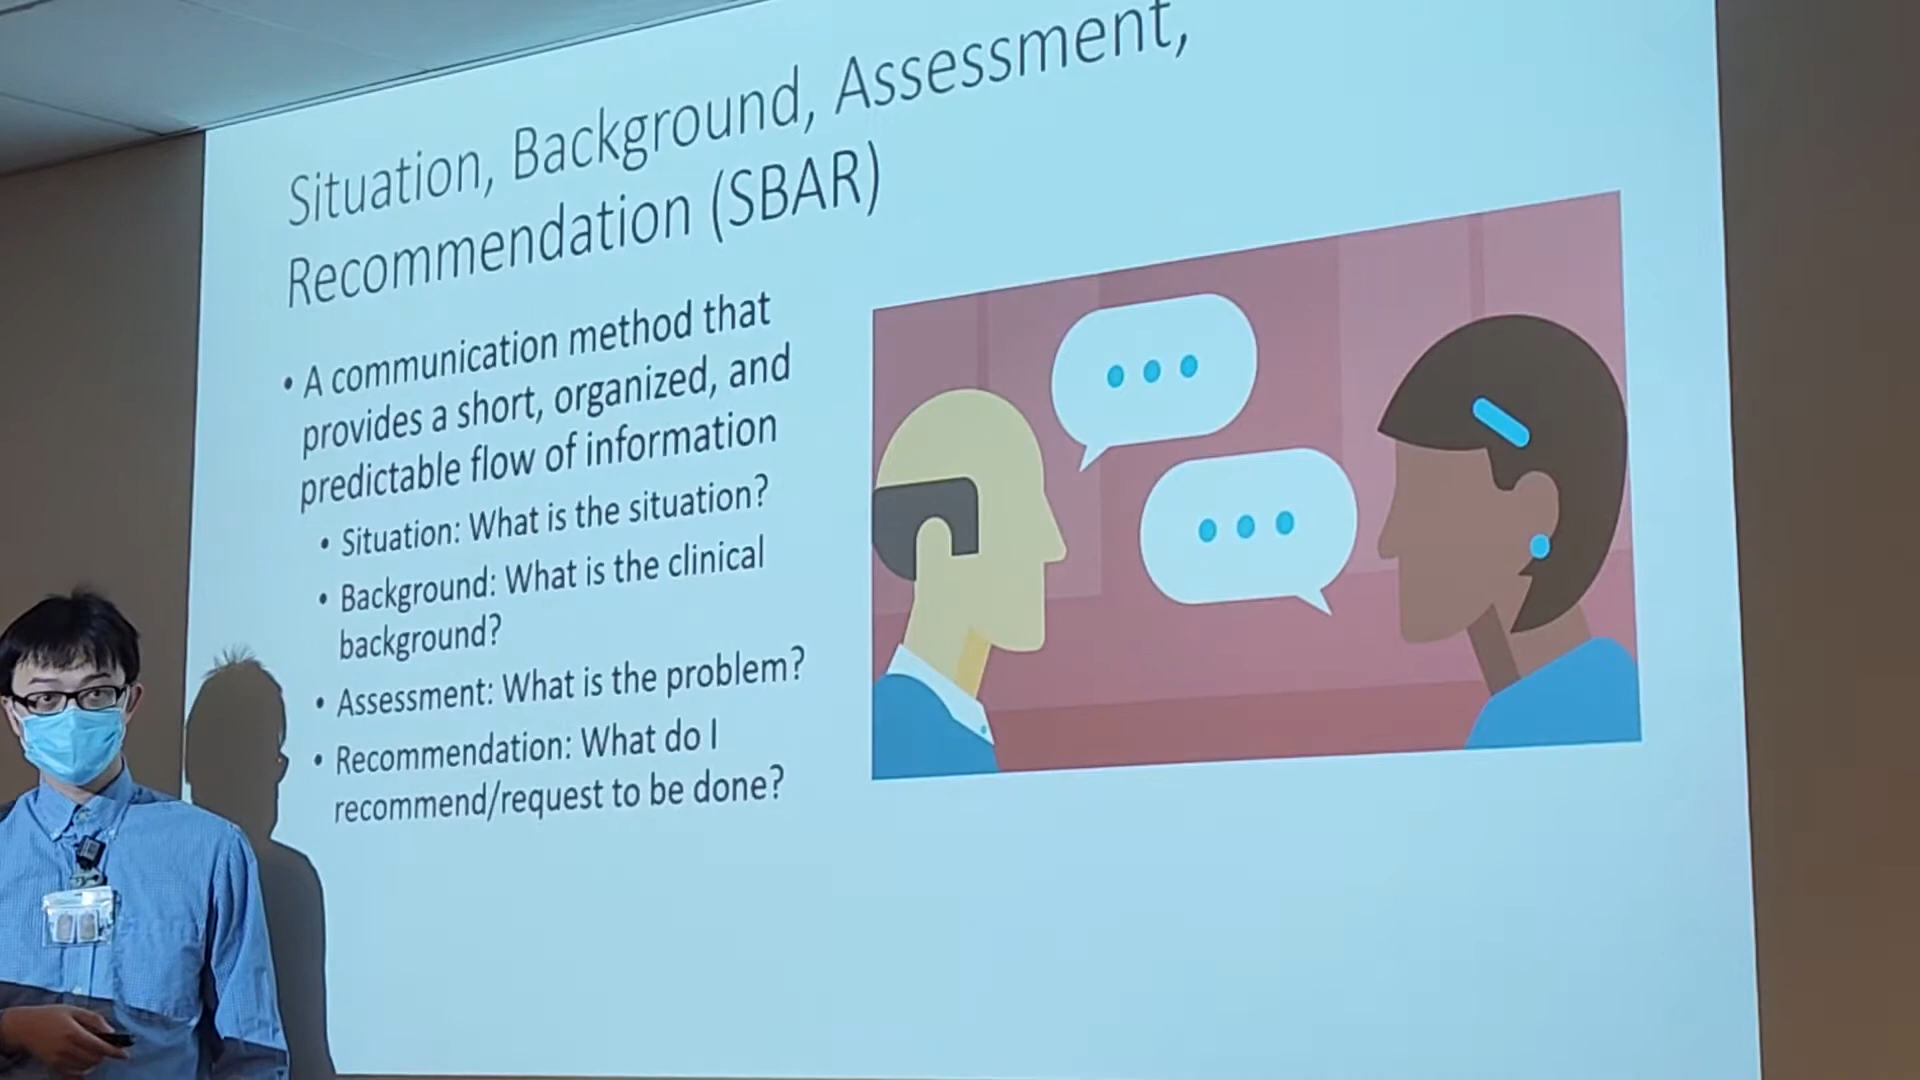 Situation, Background, Assessment,
Recommendation (SBAR)
• A communication method that
provides a short, organized, and
predictable flow of information
• Situation: What is the situation?
• Background: What is the clinical
background?
• Assessment: What is the problem?
• Recommendation: What do I
recommend/request to be done?